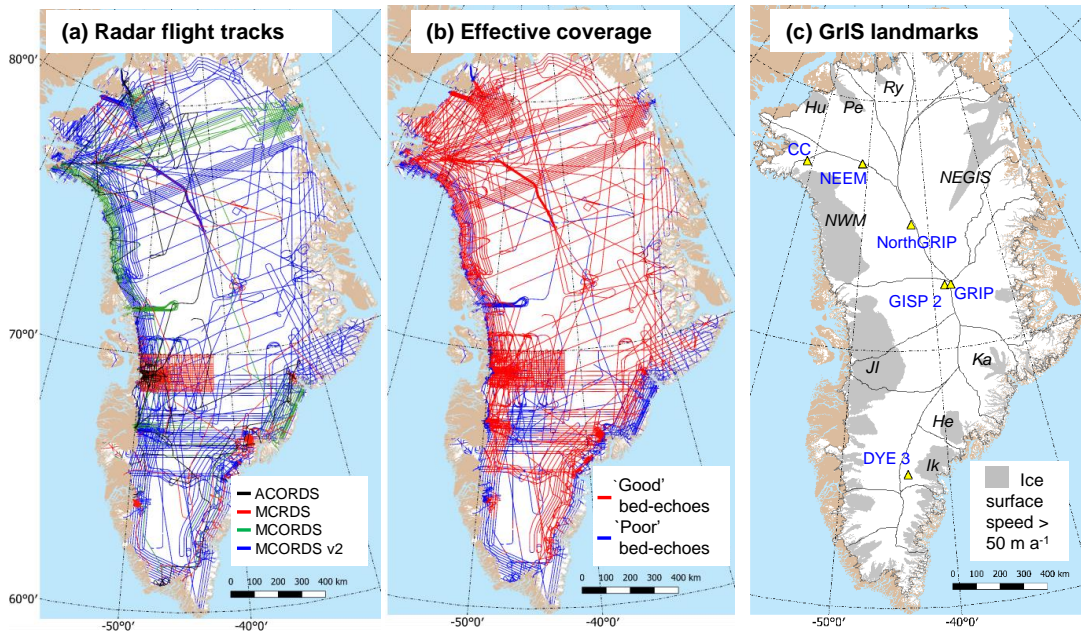 (a) Radar flight tracks
80°0'
70°0'
60°0'
-50°0'
-40°0'
ACORDS
MCRDS
MCORDS
MCORDS v2
0 100 200 300 400 km
(b) Effective coverage
-50°0'
-40°0'
`Good'
bed-echoes
`Poor'
bed-echoes
0 100 200 300 400 km
(c) GrIS landmarks
Ry
Hu
Pe
CC
NEEM
NEGIS
NWM
NorthGRIP
GISP 2
GRIP
JI
Ka
He
DYE 3
Ik
Ice
surface
speed >
50 m a⁻¹
0 100 200 300 400 km
-50°0'
-40°0'